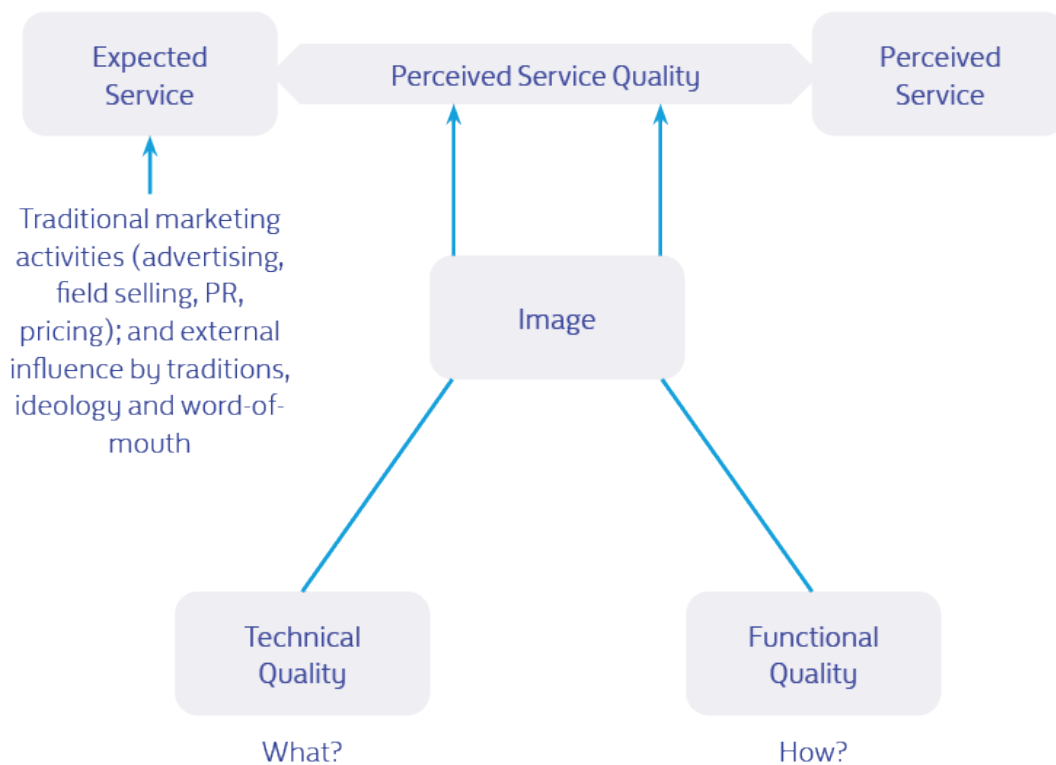 Expected
Service
Perceived Service Quality
Perceived
Service
Traditional marketing
activities (advertising,
field selling, PR,
pricing); and external
influence by traditions,
ideology and word-of-
mouth
Image
Technical
Quality
Functional
Quality
What?
How?